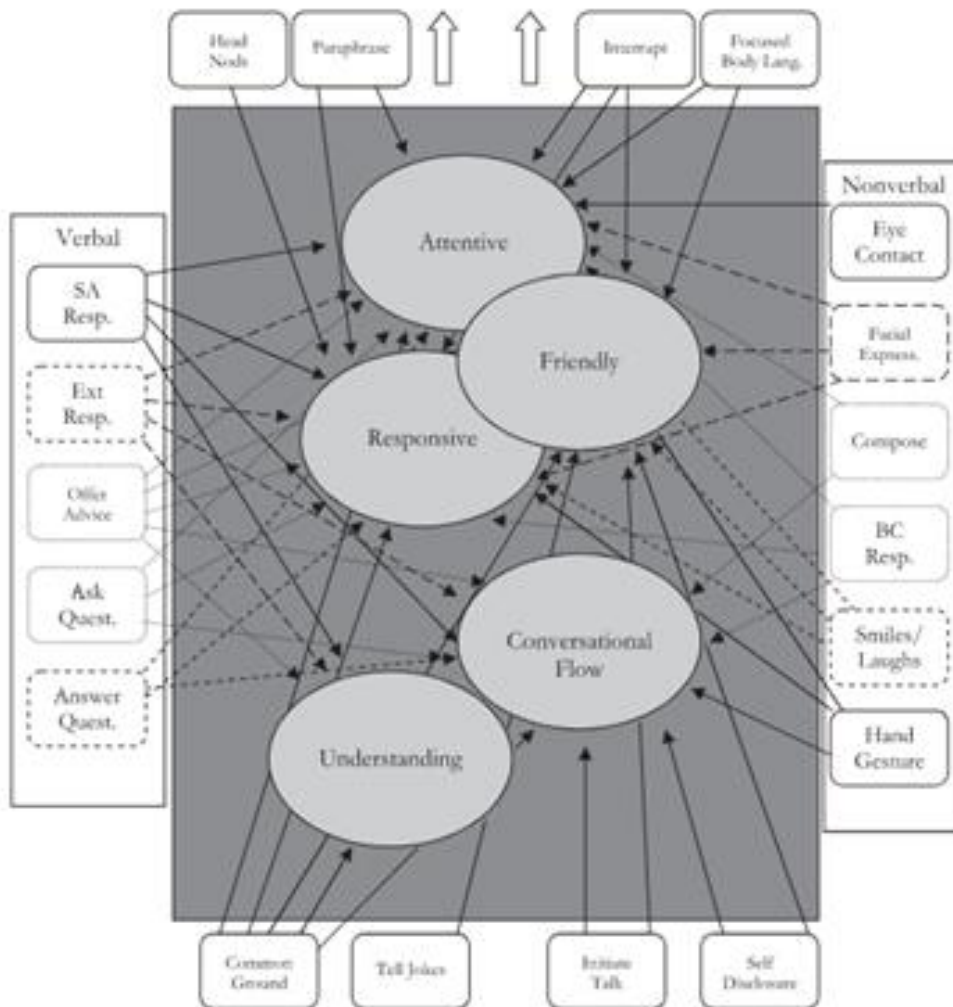 Head
Nods
Paraphrase
Interrupt
Focused
Body Lang.
Verbal
SA
Resp.
Ext
Resp.
Offer
Advice
Ask
Quest.
Answer
Quest.
Attentive
Friendly
Responsive
Conversational
Flow
Understanding
Nonverbal
Eye
Contact
Facial
Express.
Compose
BC
Resp.
Smiles/
Laughs
Hand
Gesture
Common
Ground
Tell Jokes
Initiate
Talk
Self
Disclosure